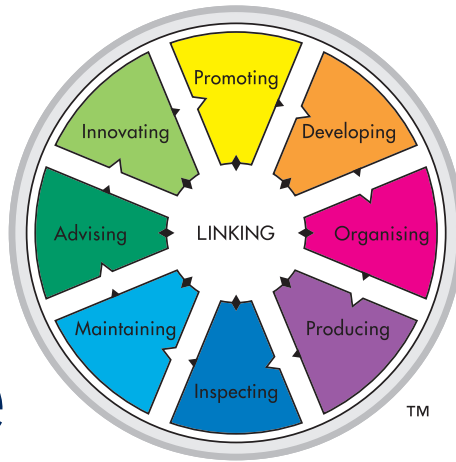 Promoting
Innovating
Developing
Advising
LINKING
Organising
Maintaining
Producing
Inspecting
e
TM